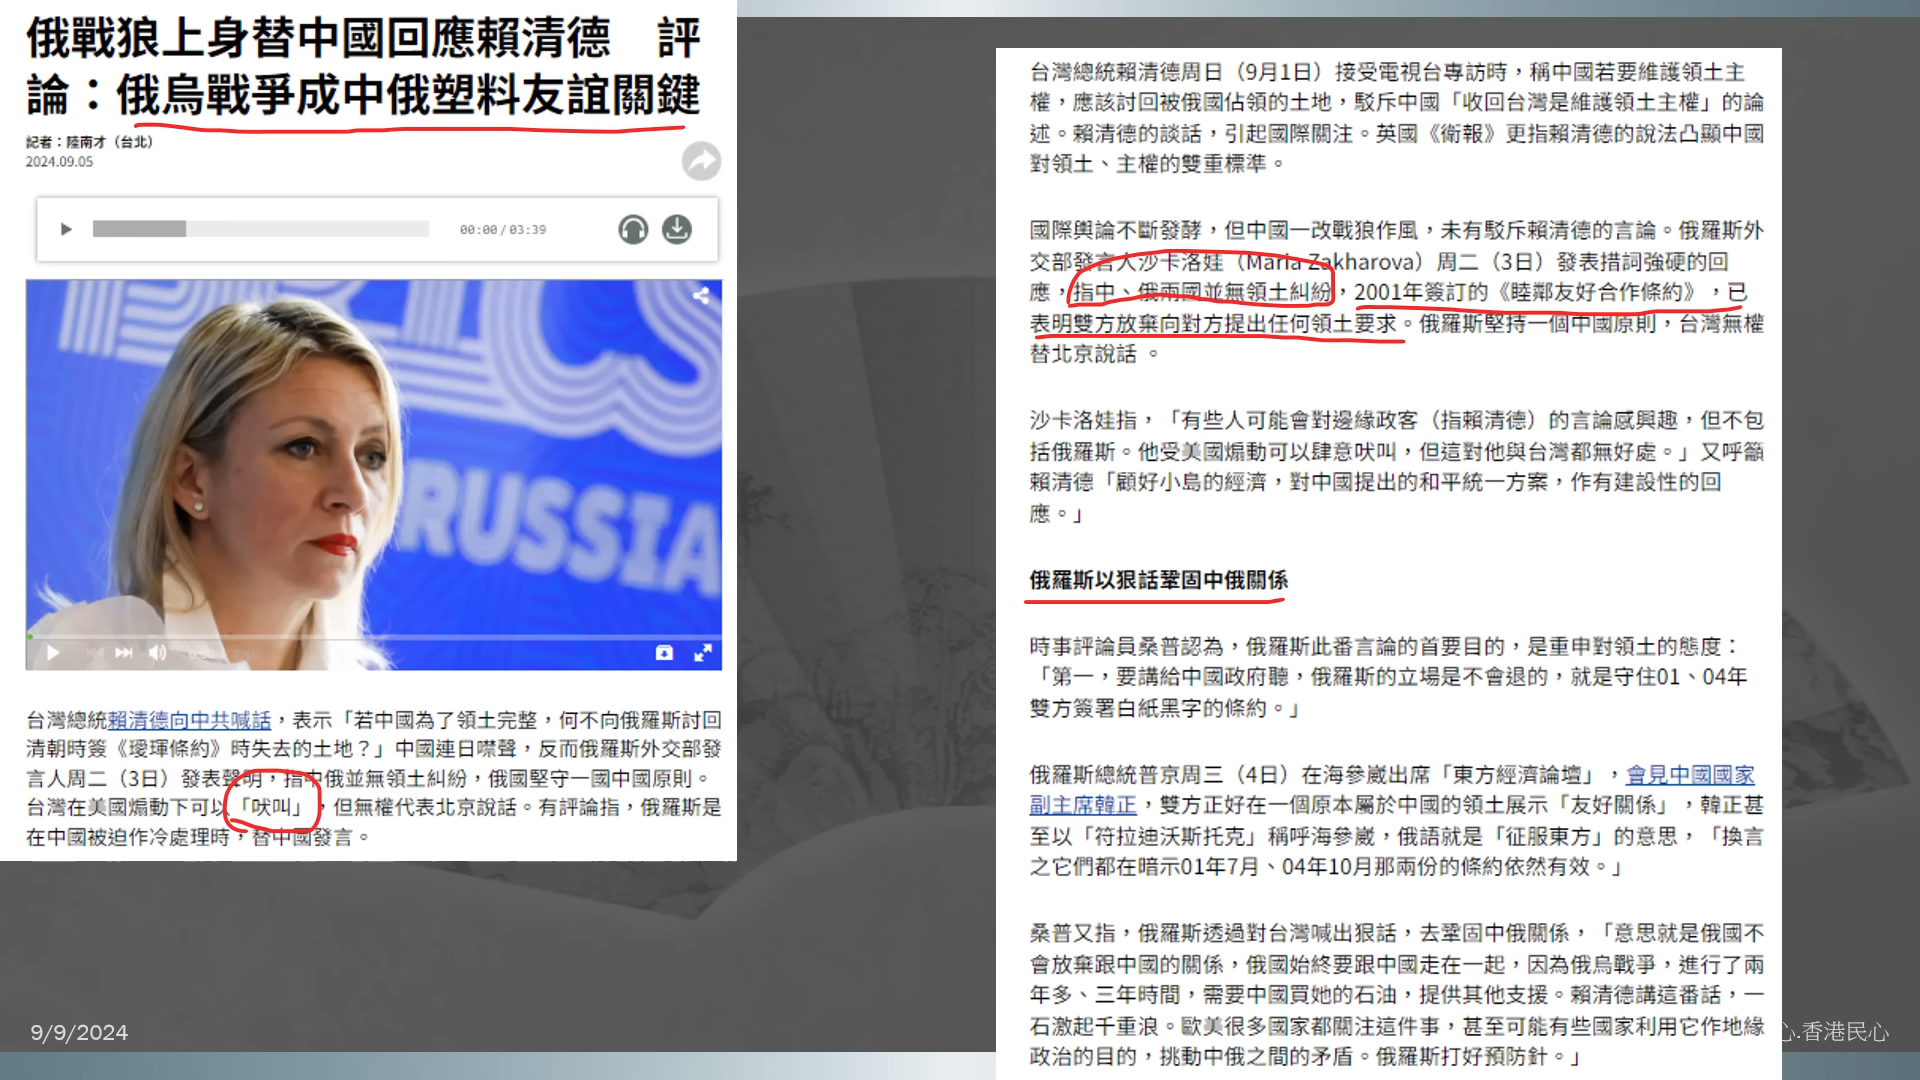 俄戰狼上身替中國回應賴清德　評
論：俄烏戰爭成中俄塑料友誼關鍵
記者：陸南才（台北）
2024.09.05
00:00 / 03:39
BRICS
RUSSIA
台灣總統賴清德向中共喊話，表示「若中國為了領土完整，何不向俄羅斯討回
清朝時簽《璦琿條約》時失去的土地？」中國連日噤聲，反而俄羅斯外交部發
言人周二（3日）發表聲明，指中俄並無領土糾紛，俄國堅守一國中國原則。
台灣在美國煽動下可以「吠叫」，但無權代表北京說話。有評論指，俄羅斯是
在中國被迫作冷處理時，替中國發言。
9/9/2024
台灣總統賴清德周日（9月1日）接受電視台專訪時，稱中國若要維護領土主
權，應該討回被俄國佔領的土地，駁斥中國「收回台灣是維護領土主權」的論
述。賴清德的談話，引起國際關注。英國《衛報》更指賴清德的說法凸顯中國
對領土、主權的雙重標準。
國際輿論不斷發酵，但中國一改戰狼作風，未有駁斥賴清德的言論。俄羅斯外
交部發言人沙卡洛娃（Maria Zakharova）周二（3日）發表措詞強硬的回
應，指中、俄兩國並無領土糾紛，2001年簽訂的《睦鄰友好合作條約》，已
表明雙方放棄向對方提出任何領土要求。俄羅斯堅持一個中國原則，台灣無權
替北京說話 。
沙卡洛娃指，「有些人可能會對邊緣政客（指賴清德）的言論感興趣，但不包
括俄羅斯。他受美國煽動可以肆意吠叫，但這對他與台灣都無好處。」又呼籲
賴清德「顧好小島的經濟，對中國提出的和平統一方案，作有建設性的回
應。」
俄羅斯以狠話鞏固中俄關係
時事評論員桑普認為，俄羅斯此番言論的首要目的，是重申對領土的態度：
「第一，要講給中國政府聽，俄羅斯的立場是不會退的，就是守住01、04年
雙方簽署白紙黑字的條約。」
俄羅斯總統普京周三（4日）在海參崴出席「東方經濟論壇」，會見中國國家
副主席韓正，雙方正好在一個原本屬於中國的領土展示「友好關係」，韓正甚
至以「符拉迪沃斯托克」稱呼海參崴，俄語就是「征服東方」的意思，「換言
之它們都在暗示01年7月、04年10月那兩份的條約依然有效。」
桑普又指，俄羅斯透過對台灣喊出狠話，去鞏固中俄關係，「意思就是俄國不
會放棄跟中國的關係，俄國始終要跟中國走在一起，因為俄烏戰爭，進行了兩
年多、三年時間，需要中國買她的石油，提供其他支援。賴清德講這番話，一
石激起千重浪。歐美很多國家都關注這件事，甚至可能有些國家利用它作地緣
政治的目的，挑動中俄之間的矛盾。俄羅斯打好預防針。」
心.香港民心